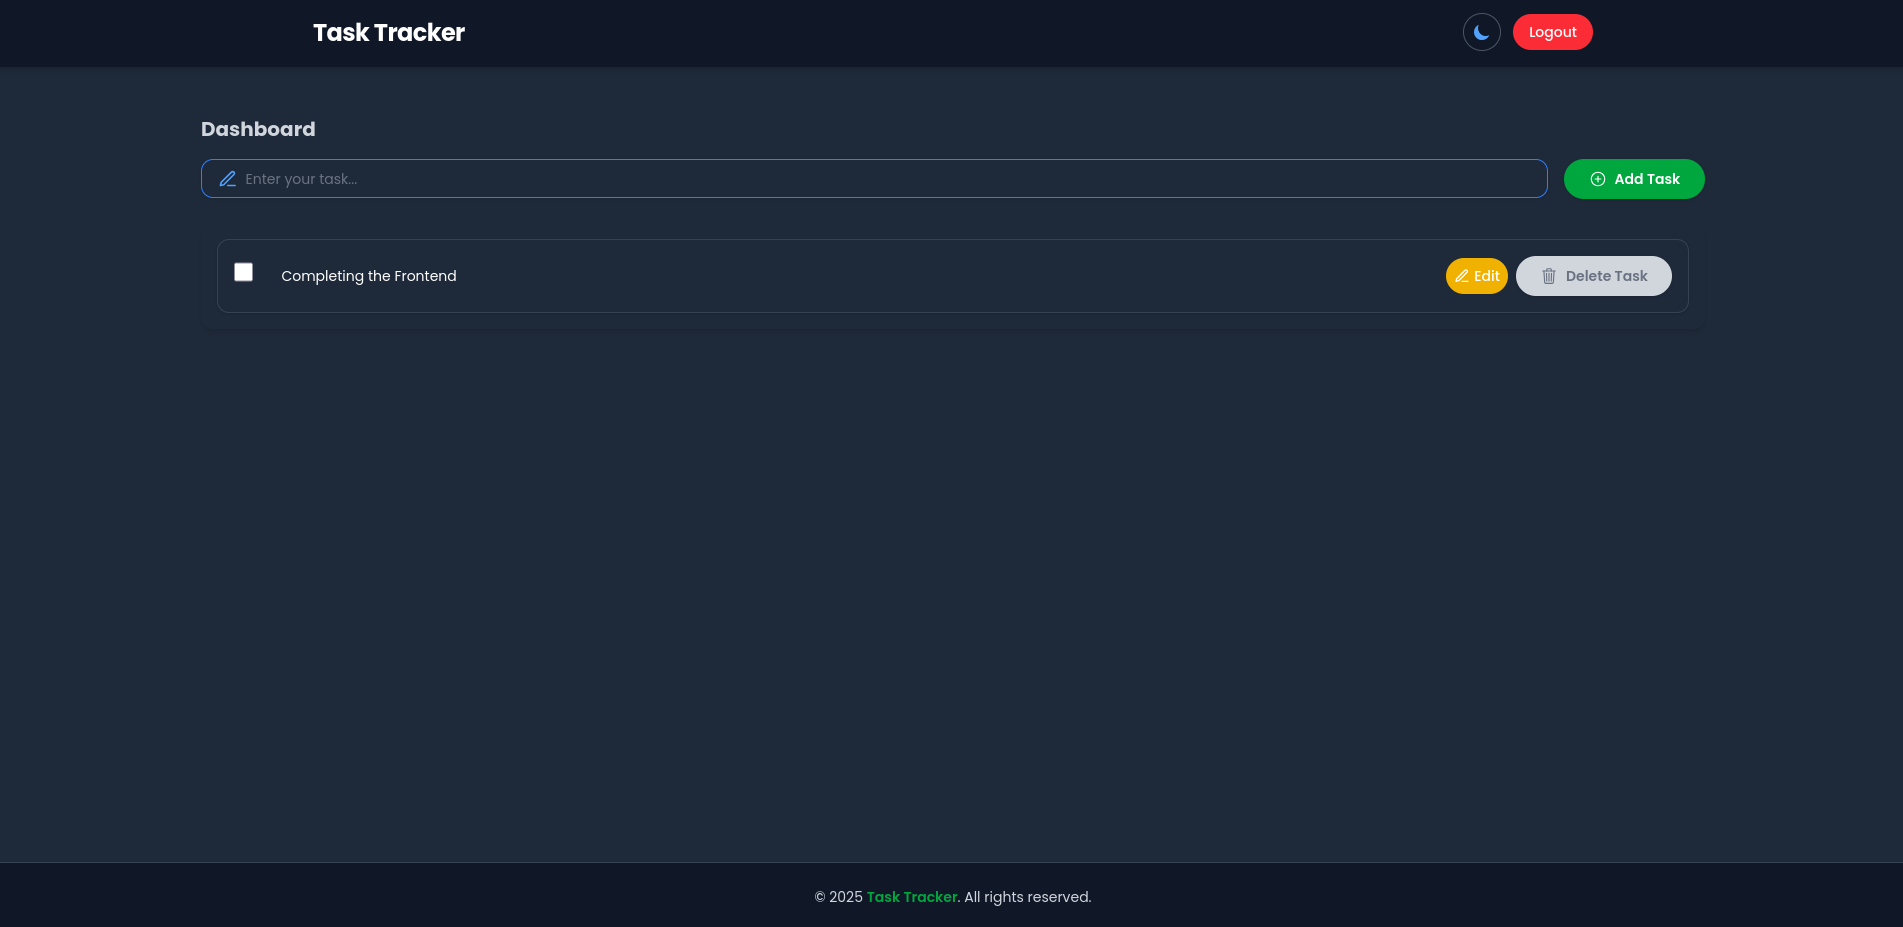 Task Tracker
Logout
Dashboard
Enter your task...
Add Task
Completing the Frontend
Edit
Delete Task
© 2025 Task Tracker. All rights reserved.